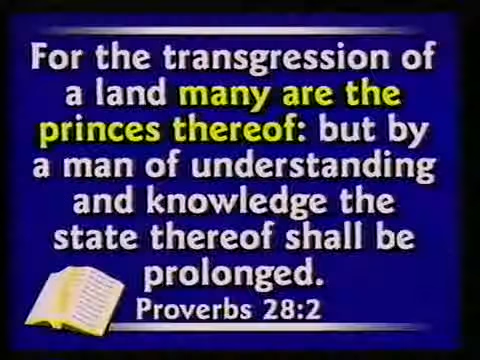 For the transgression of
a land many are the
princes thereof: but by
a man of understanding
and knowledge the
state thereof shall be
prolonged.
Proverbs 28:2